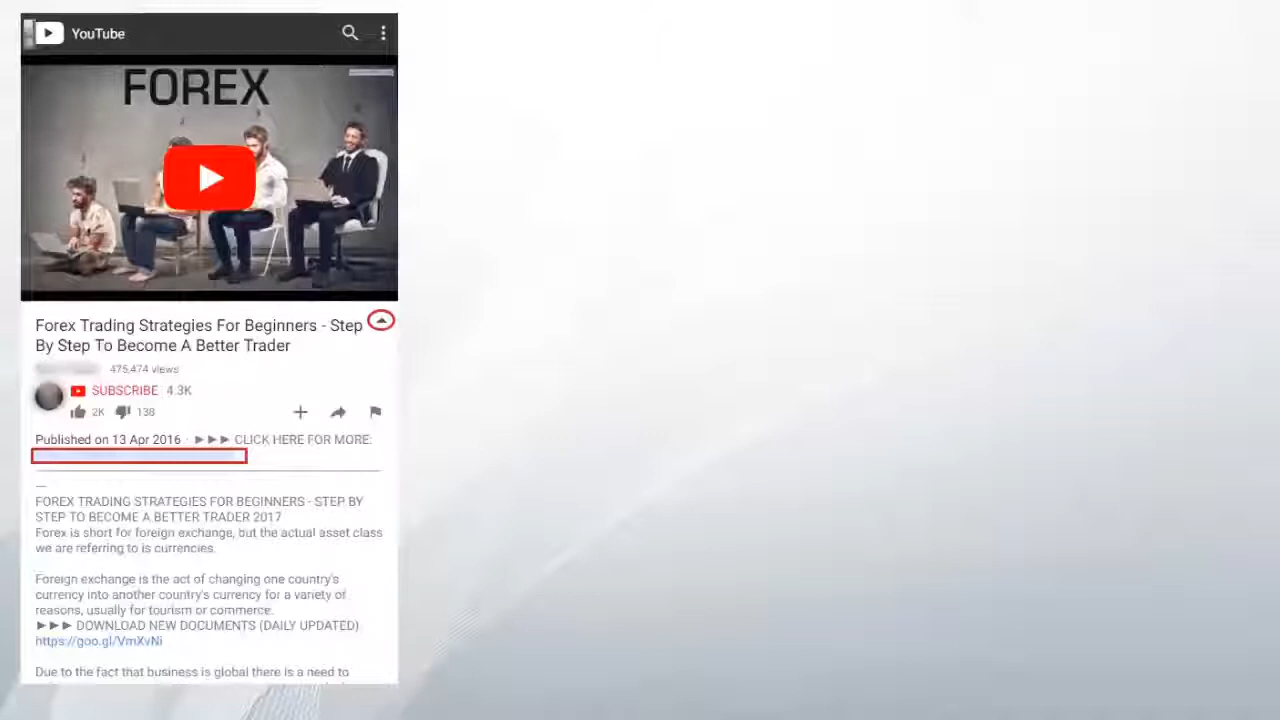 YouTube
FOREX
Forex Trading Strategies For Beginners - Step
By Step To Become A Better Trader
475,474 views
SUBSCRIBE 4.3K
2K 138
Published on 13 Apr 2016 · ►►► CLICK HERE FOR MORE:
—
FOREX TRADING STRATEGIES FOR BEGINNERS - STEP BY
STEP TO BECOME A BETTER TRADER 2017
Forex is short for foreign exchange, but the actual asset class
we are referring to is currencies.
Foreign exchange is the act of changing one country's
currency into another country's currency for a variety of
reasons, usually for tourism or commerce.
►►► DOWNLOAD NEW DOCUMENTS (DAILY UPDATED)
https://goo.gl/VmXvNi
Due to the fact that business is global there is a need to